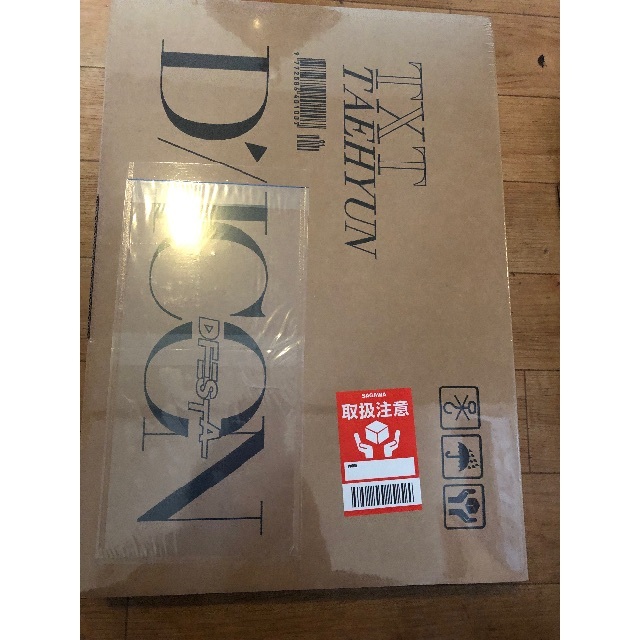 TXT
TAEHYUN
D'/ICON
DFESTA
SAGAWA
取扱注意